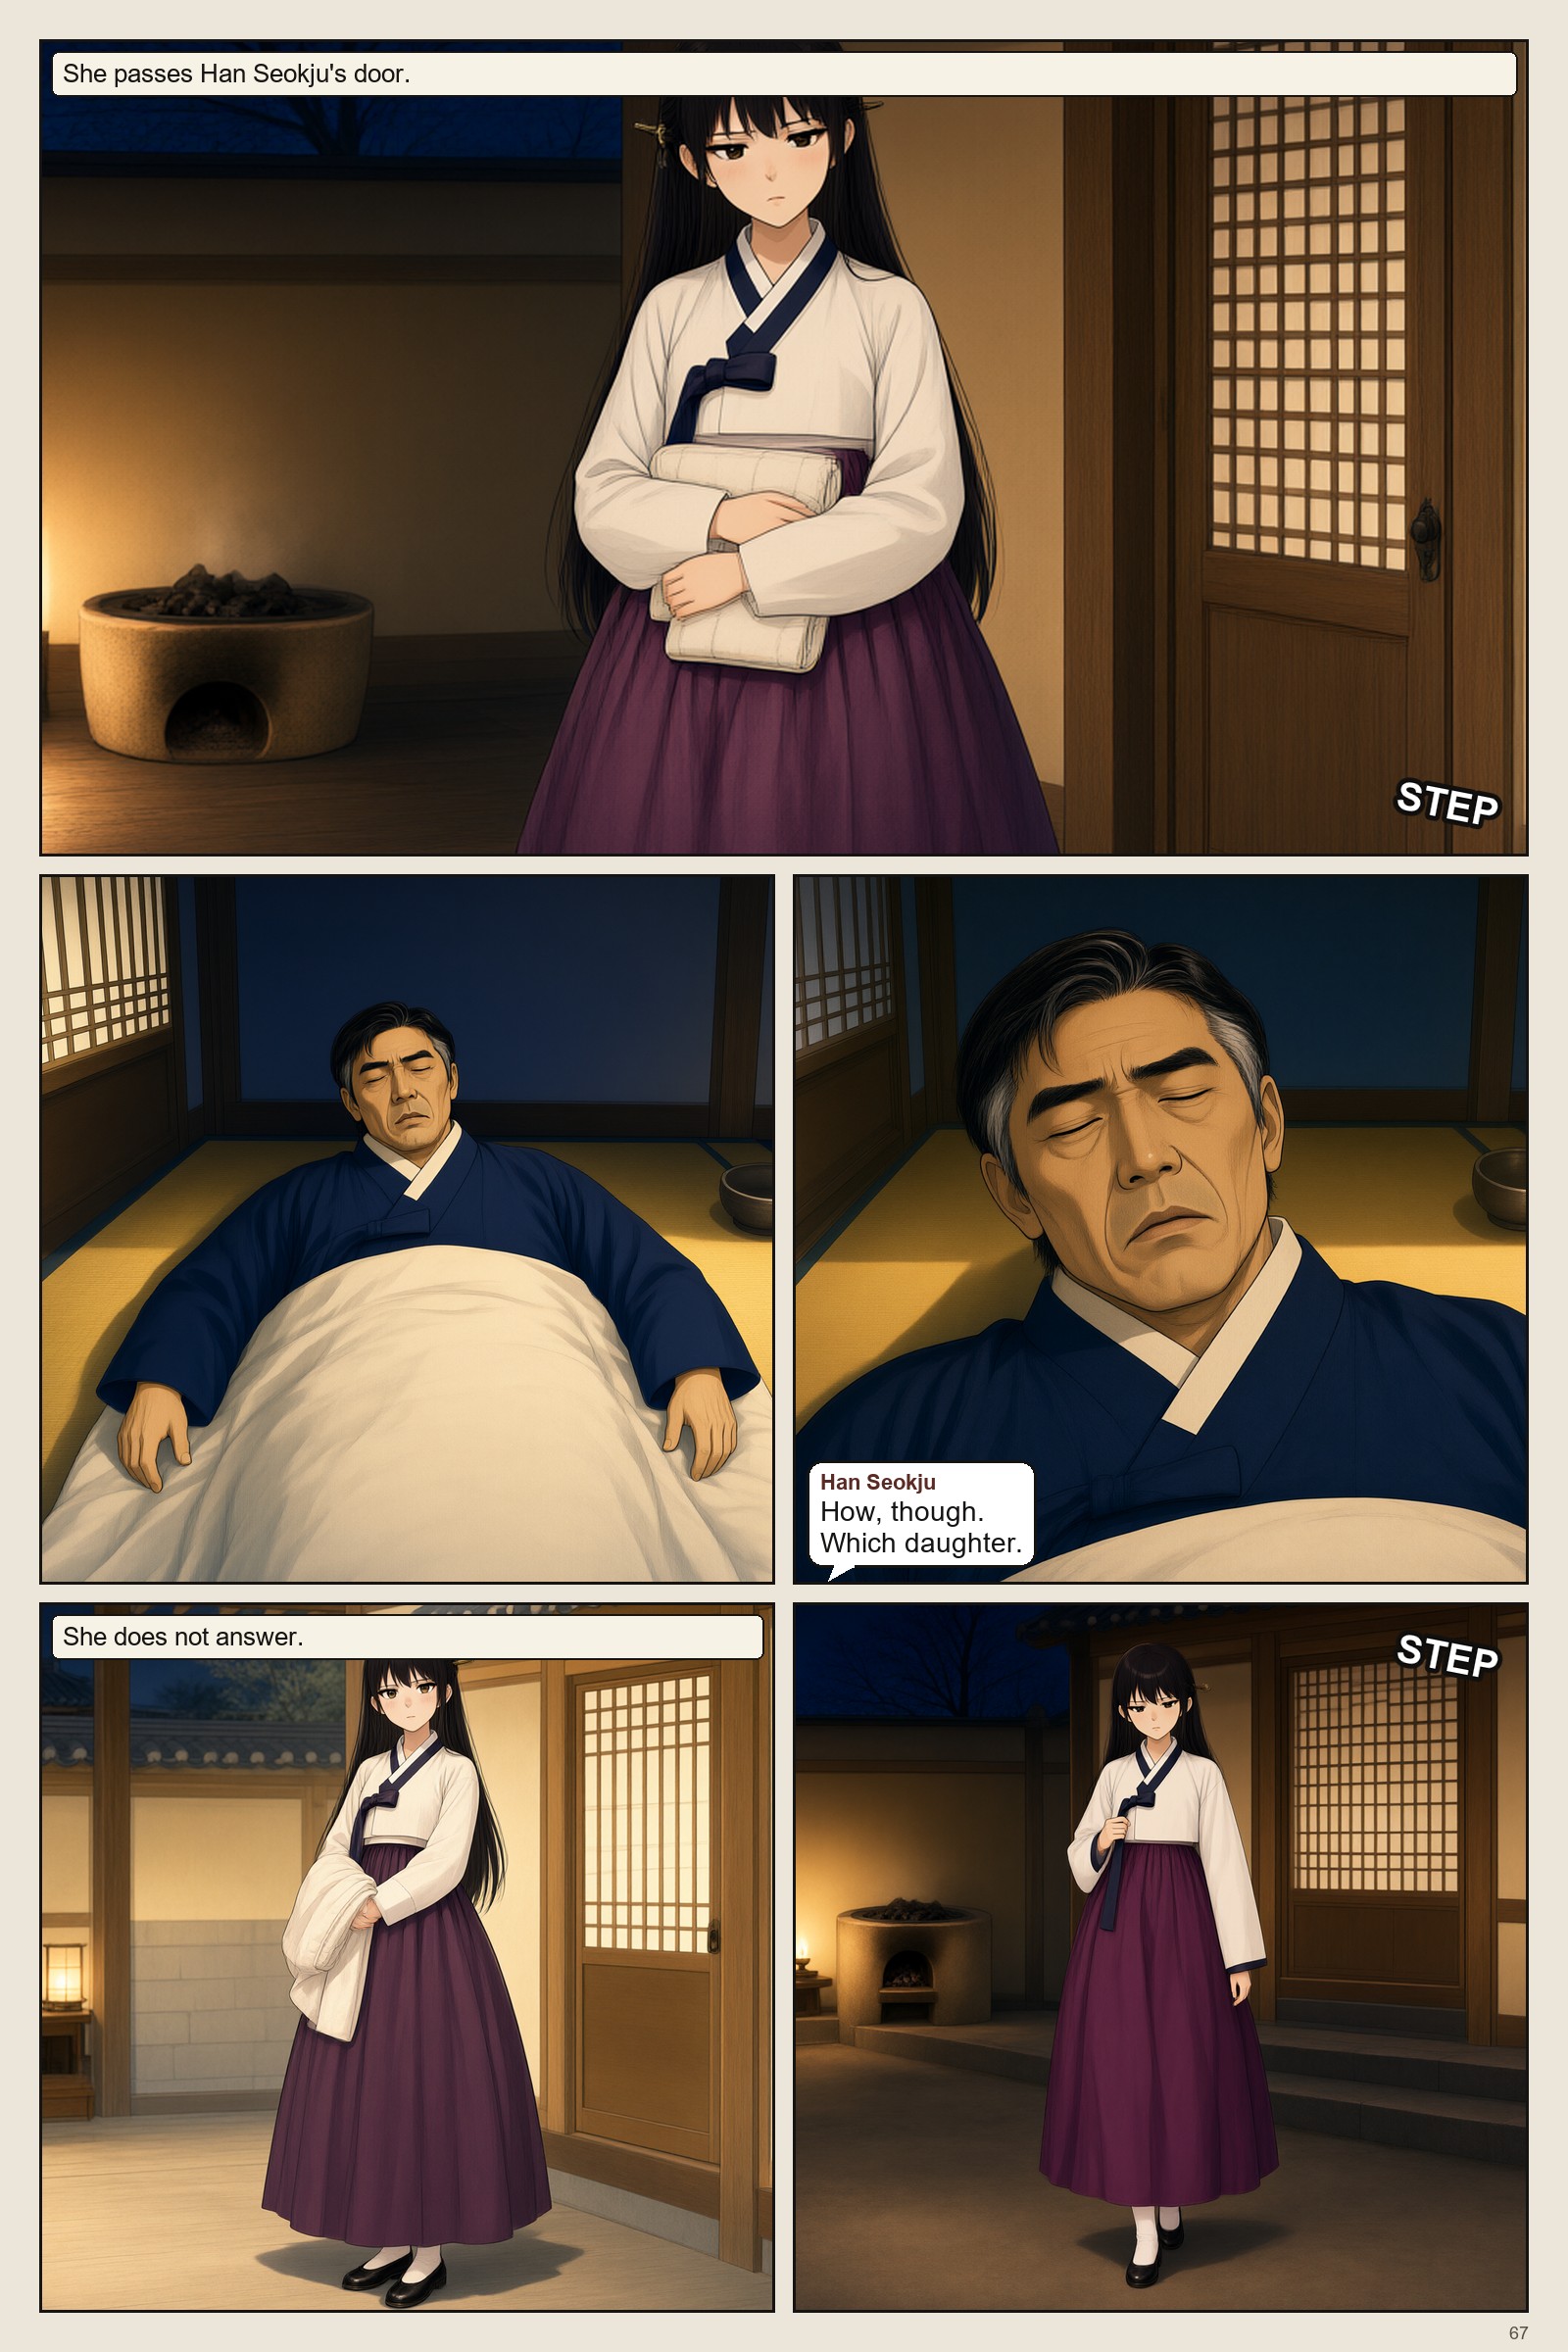 She passes Han Seokju's door.
STEP
Han Seokju
How, though.
Which daughter.
She does not answer.
STEP
67